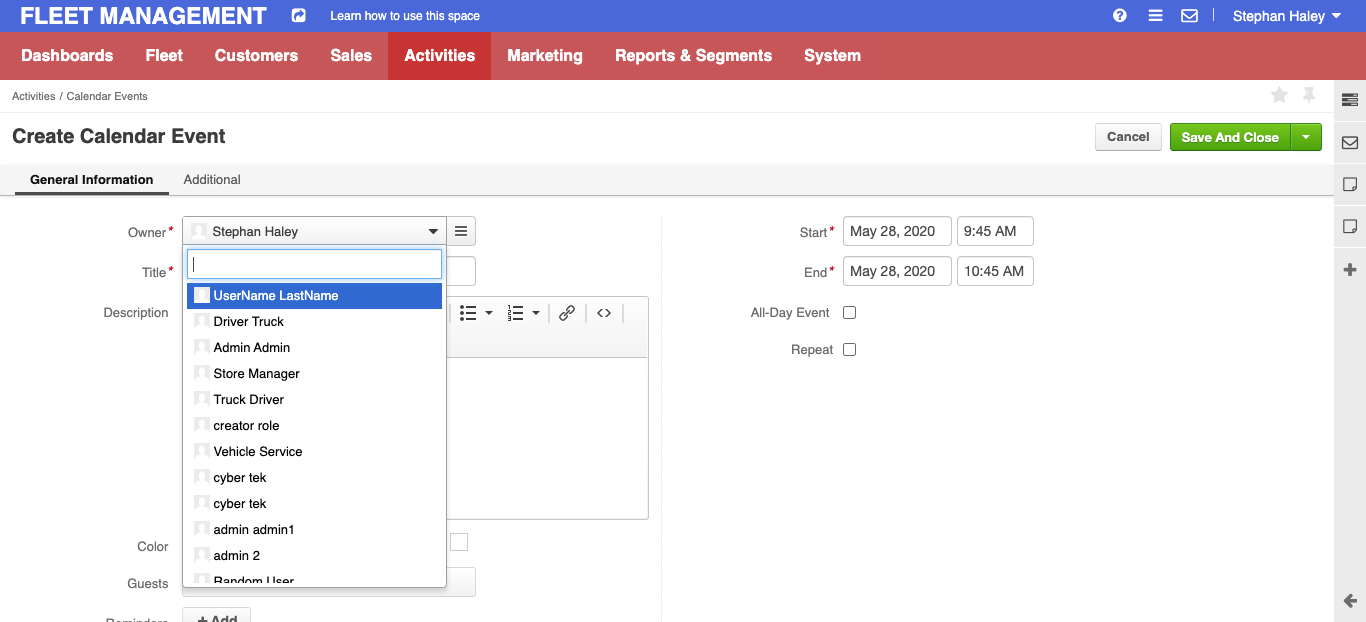 FLEET MANAGEMENT Learn how to use this space Stephan Haley
Dashboards Fleet Customers Sales Activities Marketing Reports & Segments System
Activities / Calendar Events
Create Calendar Event Cancel Save And Close
General Information Additional
Owner* Stephan Haley
Title*
Description
UserName LastName
Driver Truck
Admin Admin
Store Manager
Truck Driver
creator role
Vehicle Service
cyber tek
cyber tek
admin admin1
admin 2
Random User
Color
Guests
Reminders + Add
Start* May 28, 2020 9:45 AM
End* May 28, 2020 10:45 AM
All-Day Event
Repeat